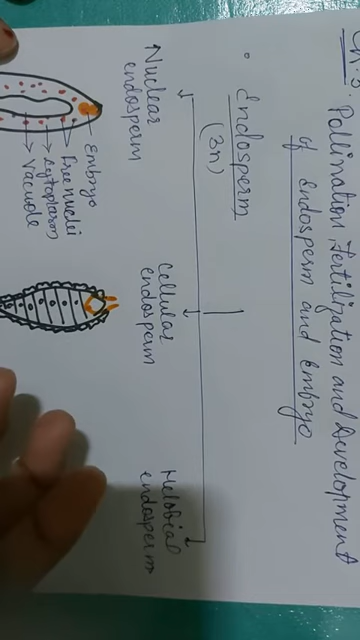 Ch:3
Pollination, Fertilization and Development
of Endosperm and Embryo
Endosperm
(3n)
Nuclear
endosperm
Cellular
endosperm
Helobial
endosperm
Embryo
Free nuclei
Cytoplasm
Vacuole